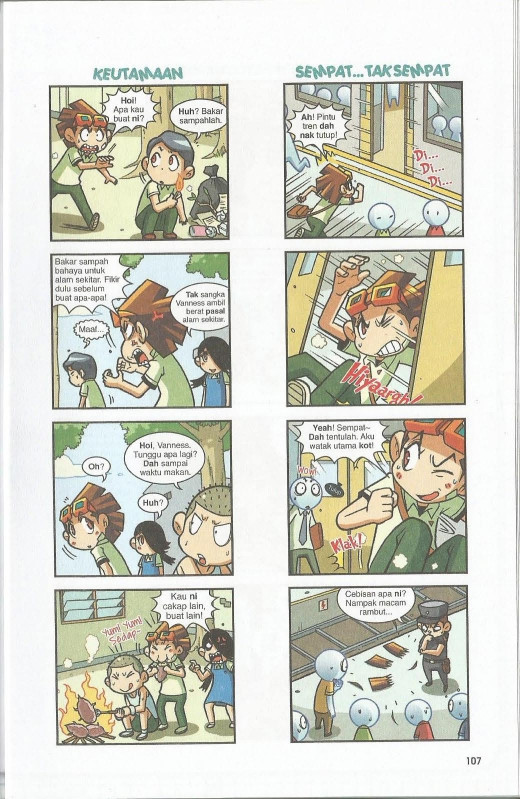 KEUTAMAAN
Hoi!
Apa kau
buat ni?
Huh? Bakar
sampahlah.
Bakar sampah
bahaya untuk
alam sekitar. Fikir
dulu sebelum
buat apa-apa!
Maaf...
Tak sangka
Vanness ambil
berat pasal
alam sekitar.
Oh?
Hoi, Vanness.
Tunggu apa lagi?
Dah sampai
waktu makan.
Huh?
Yum! Yum!
Sedap~
Kau ni
cakap lain,
buat lain!
SEMPAT...TAK SEMPAT
Ah! Pintu
tren dah
nak tutup!
Di...
Di...
Di...
Hiyaargh!
Yeah! Sempat~
Dah tentulah. Aku
watak utama kot!
Wow!
Tutup
Klak!
Cebisan apa ni?
Nampak macam
rambut...
107